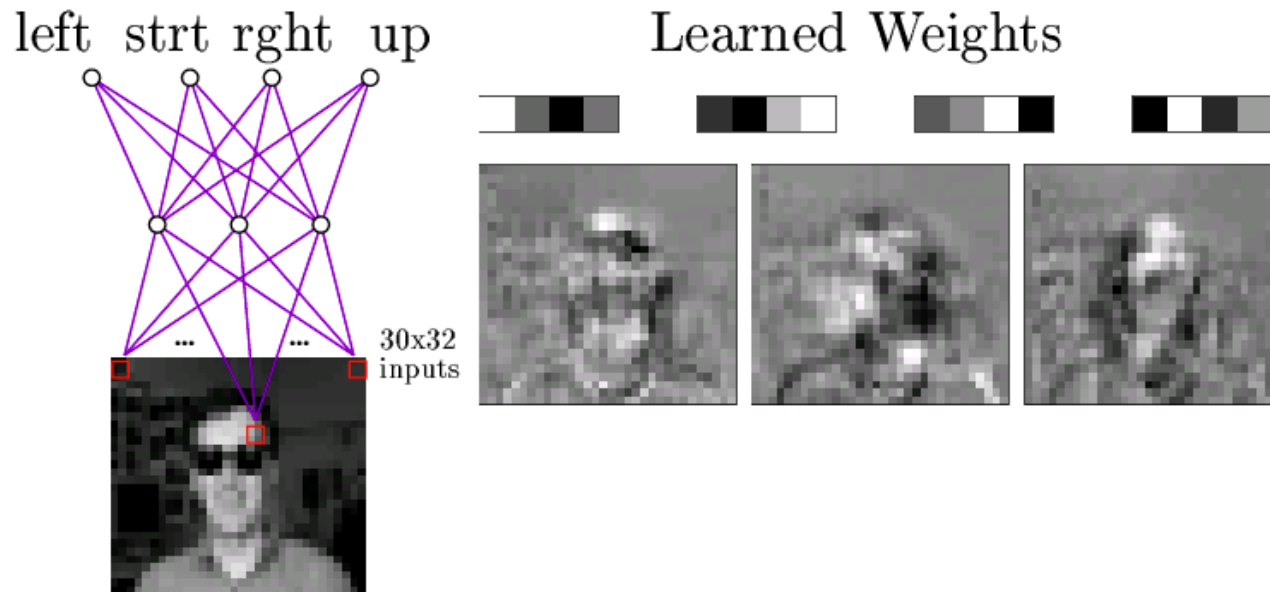 left strt rght up
Learned Weights
... ...
30x32
inputs